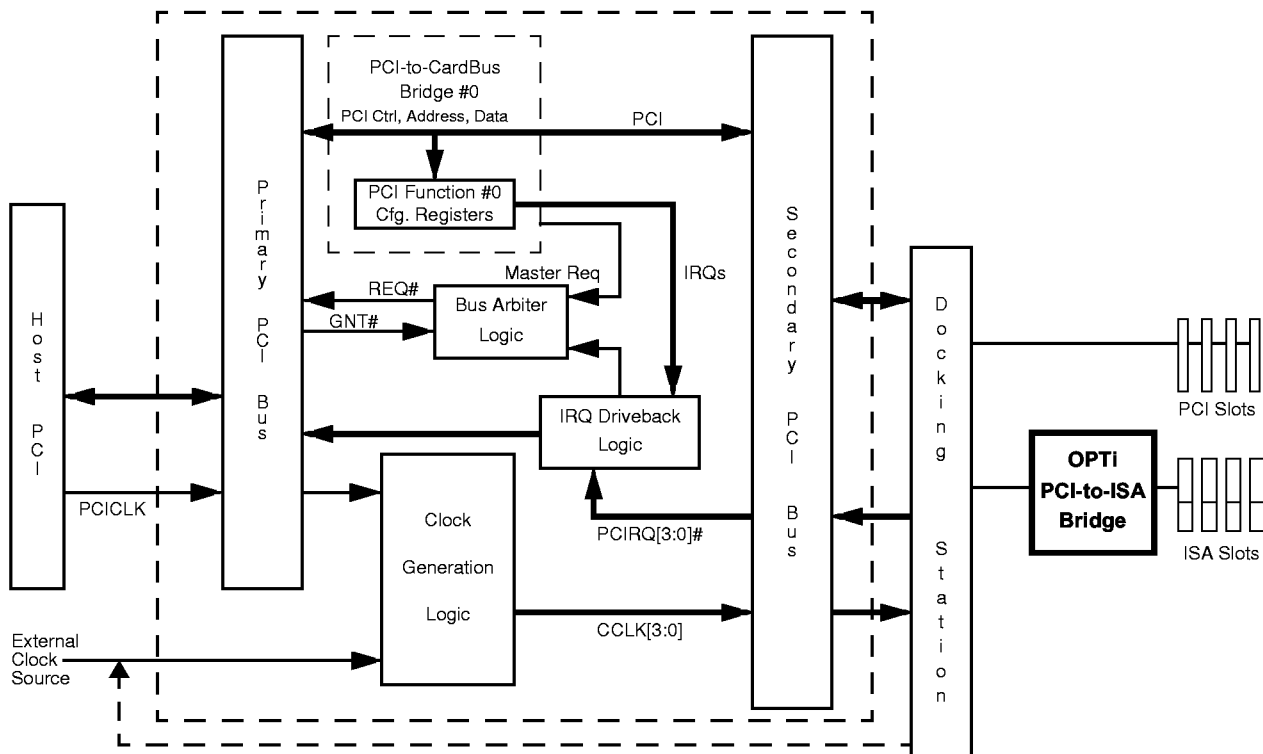 PCI-to-CardBus
Bridge #0
PCI Ctrl, Address, Data
PCI
PCI Function #0
Cfg. Registers
Primary PCI Bus
Secondary PCI Bus
Host PCI
Docking Station
Master Req
IRQs
REQ#
GNT#
Bus Arbiter
Logic
IRQ Driveback
Logic
PCI Slots
OPTi
PCI-to-ISA
Bridge
ISA Slots
PCICLK
Clock
Generation
Logic
PCIRQ[3:0]#
CCLK[3:0]
External
Clock
Source